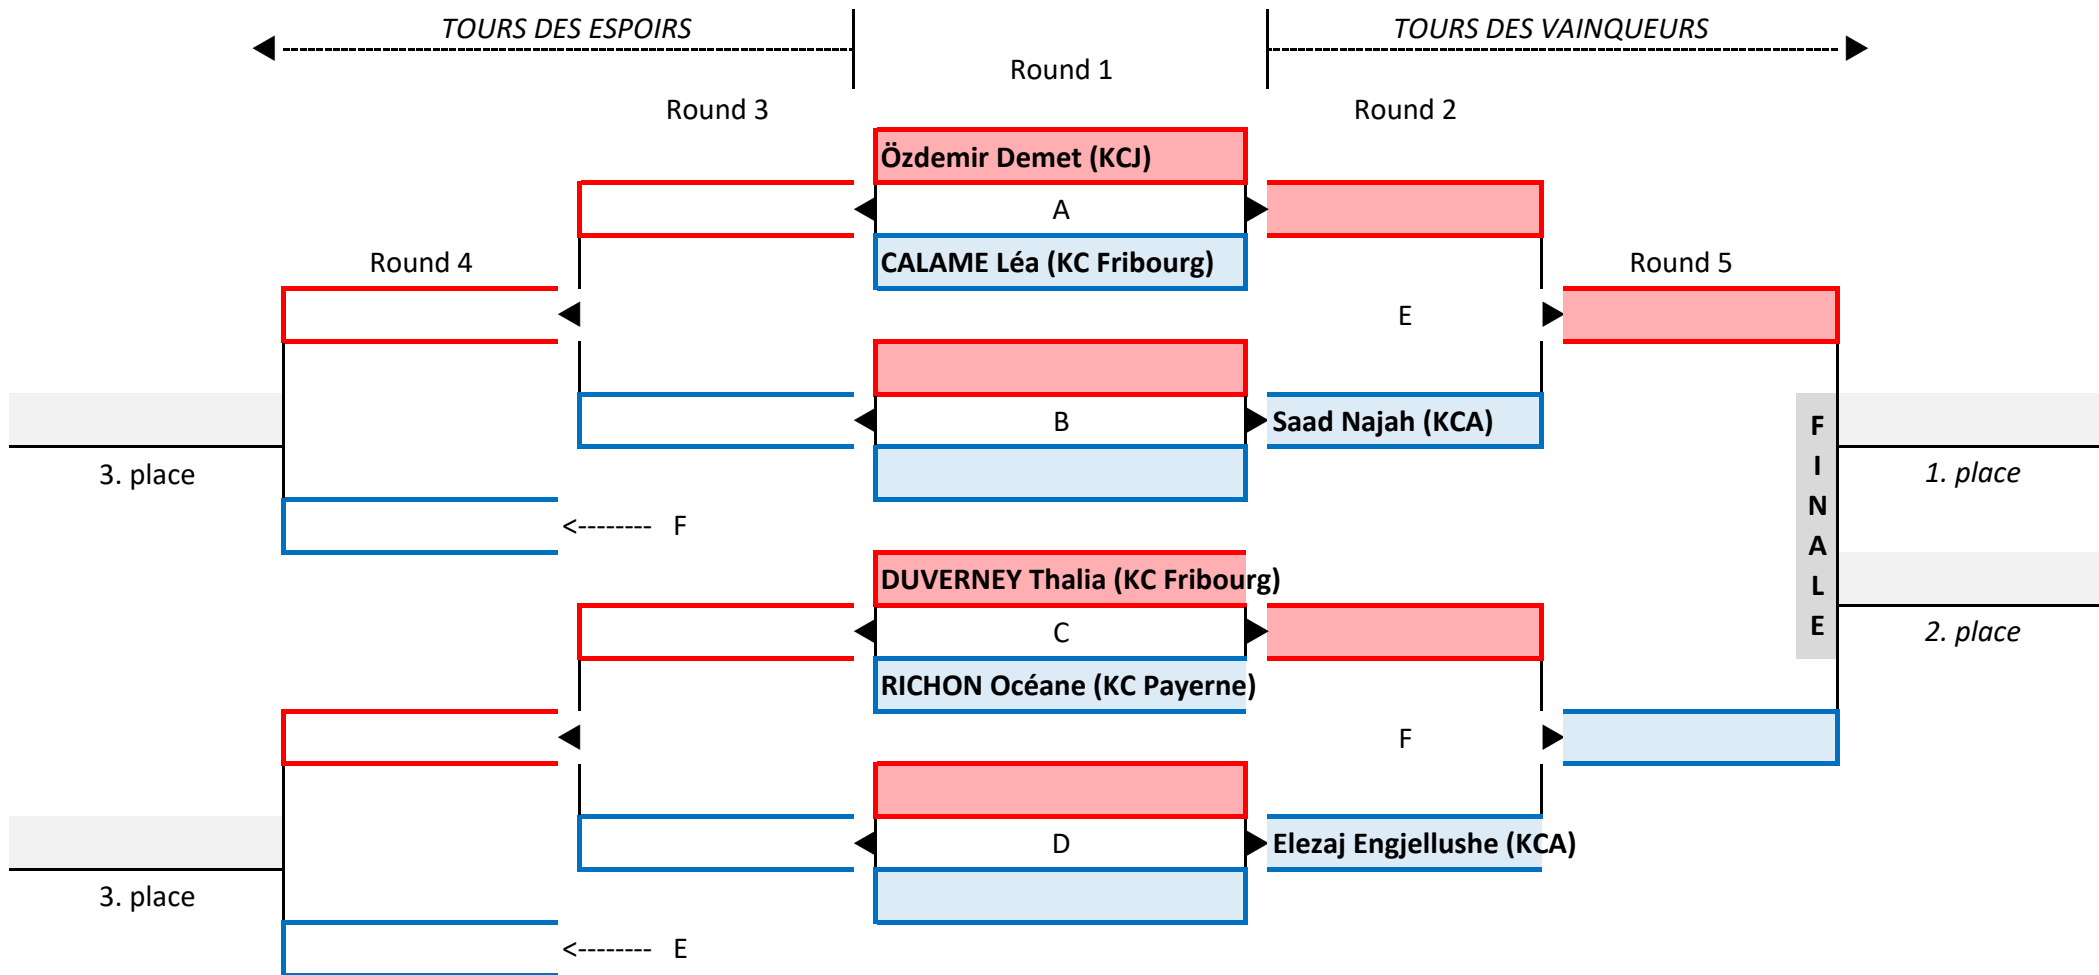 TOURS DES ESPOIRS
TOURS DES VAINQUEURS
Round 1
Round 3
Round 2
Özdemir Demet (KCJ)
A
CALAME Léa (KC Fribourg)
Round 4
Round 5
E
B
Saad Najah (KCA)
3. place
1. place
<-------- F
FINALE
DUVERNEY Thalia (KC Fribourg)
C
2. place
RICHON Océane (KC Payerne)
F
D
Elezaj Engjellushe (KCA)
3. place
<-------- E